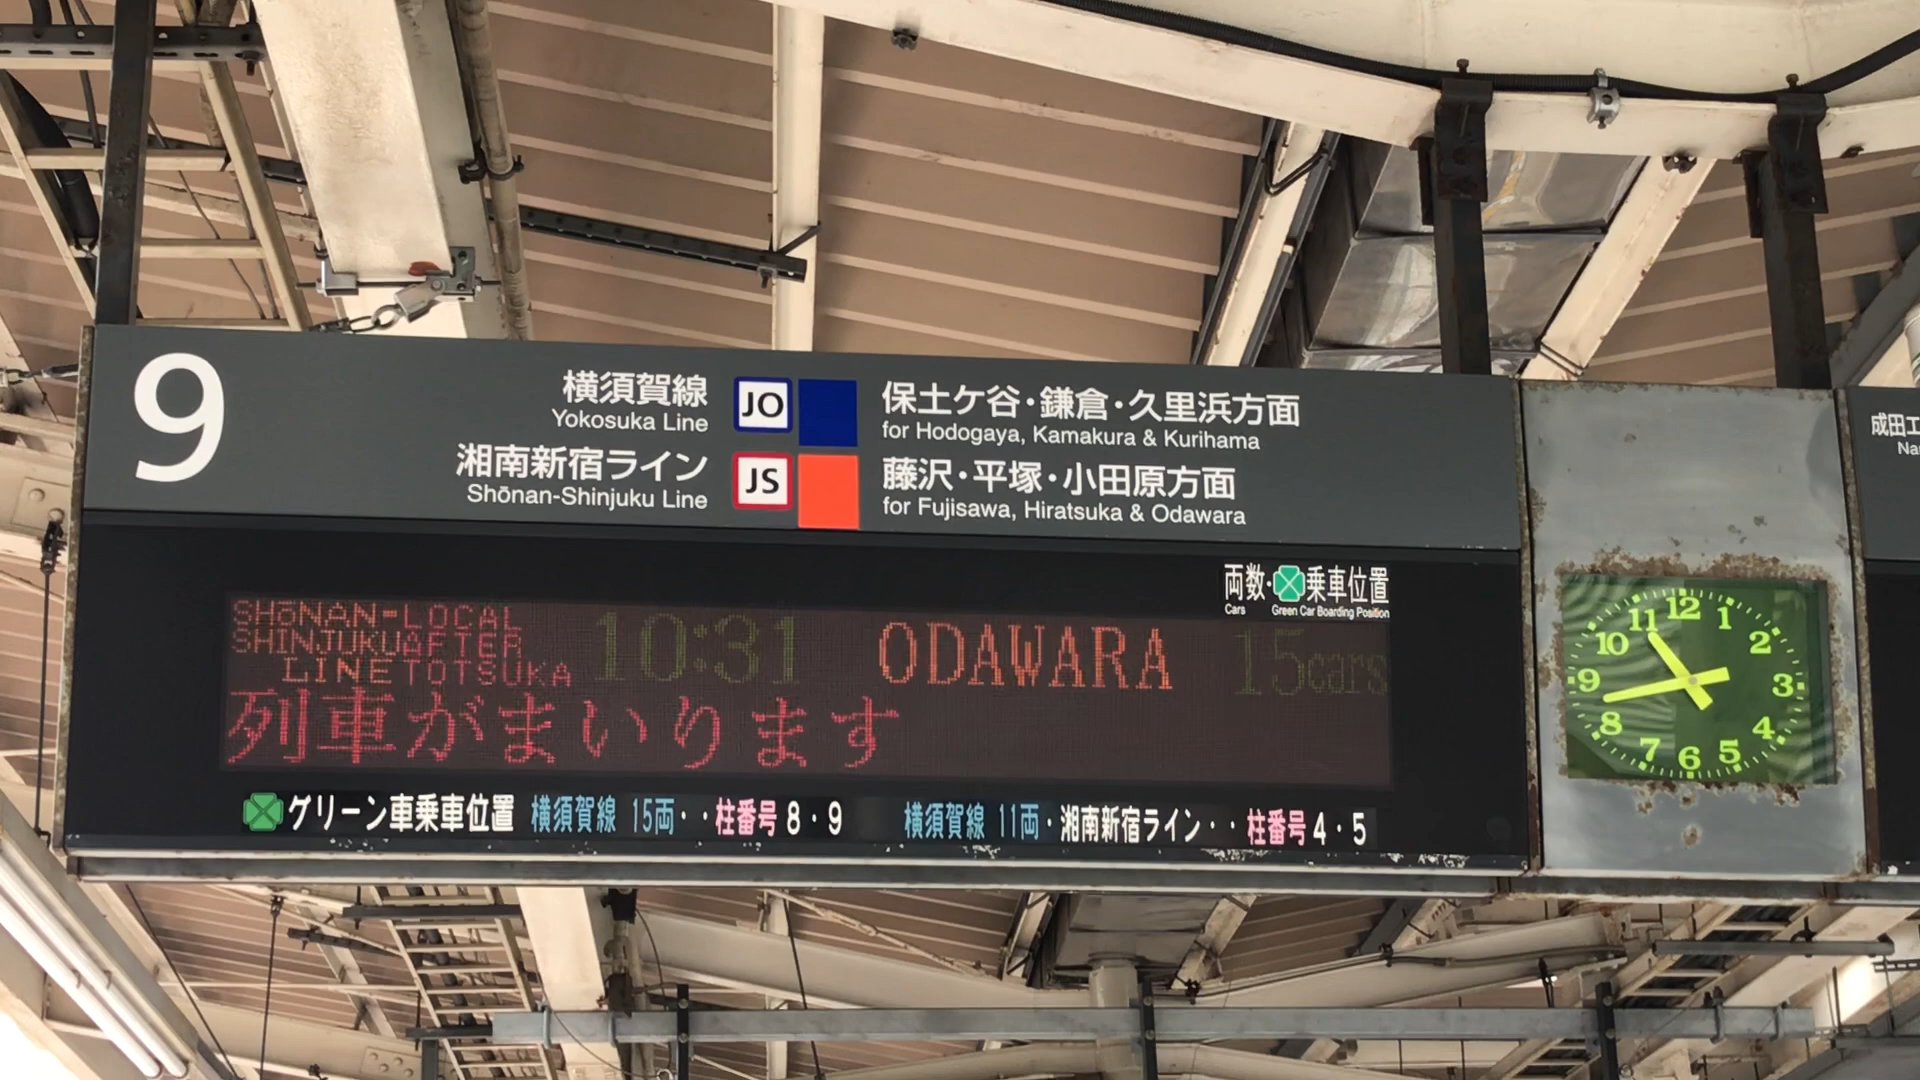 9
横須賀線
Yokosuka Line
JO
保土ケ谷・鎌倉・久里浜方面
for Hodogaya, Kamakura & Kurihama
湘南新宿ライン
Shōnan-Shinjuku Line
JS
藤沢・平塚・小田原方面
for Fujisawa, Hiratsuka & Odawara
両数・乗車位置
Cars Green Car Boarding Position
SHōNAN-
SHINJUKU
LINE
LOCAL
AFTER
TOTSUKA
10:31 ODAWARA 15cars
列車がまいります
グリーン車乗車位置 横須賀線 15両・・柱番号 8・9 横須賀線 11両・湘南新宿ライン・・柱番号 4・5
12 1 2 3 4 5 6 7 8 9 10 11
成田エ
Na